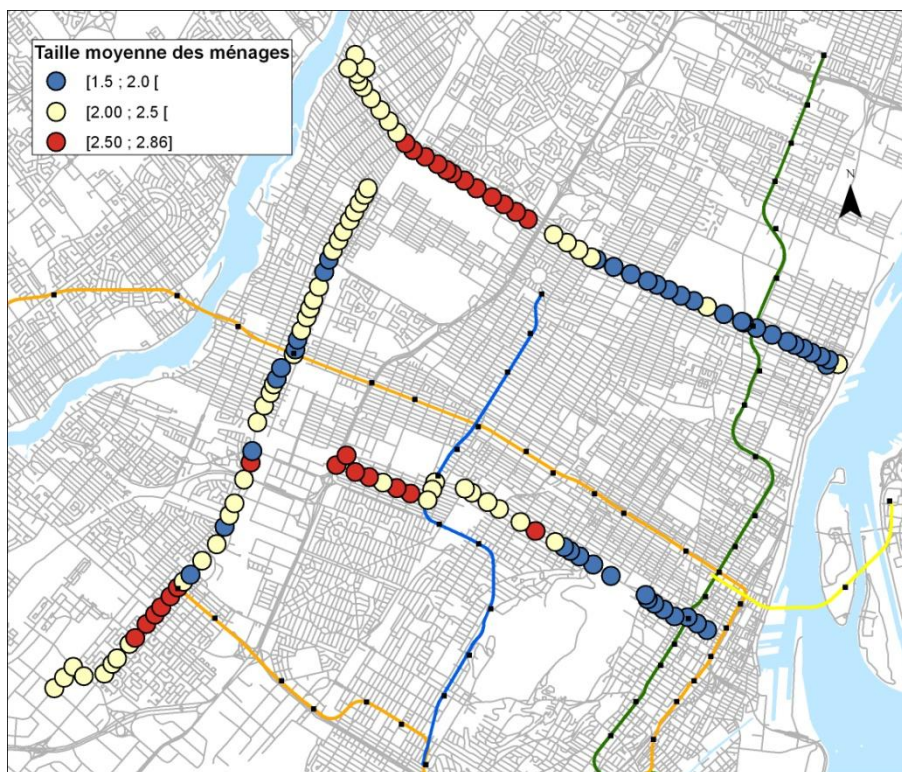 Taille moyenne des ménages
[1.5 ; 2.0 [
[2.00 ; 2.5 [
[2.50 ; 2.86]
N